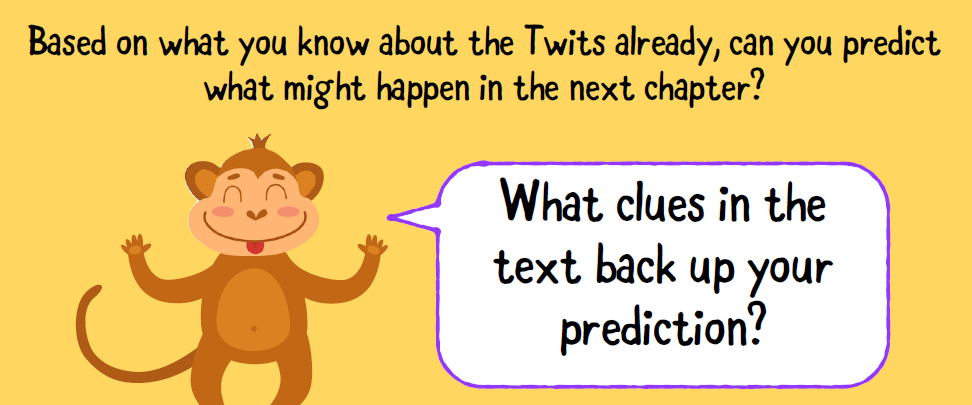 Based on what you know about the Twits already, can you predict
what might happen in the next chapter?
What clues in the
text back up your
prediction?